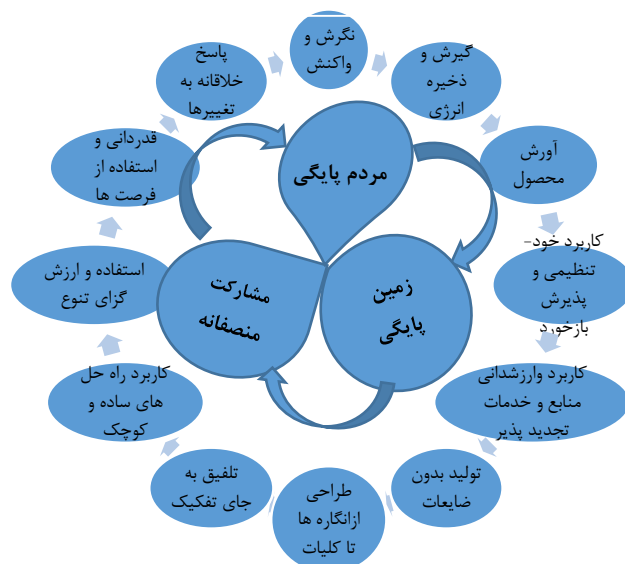 نگرش و
واکنش
گیرش و
ذخیره
انرژی
آورش
محصول
کاربرد خود-
تنظیمی و
پذیرش
بازخورد
کاربرد وارزشدانی
منابع و خدمات
تجدید پذیر
تولید بدون
ضایعات
طراحی
ازانگاره ها
تا کلیات
تلفیق به
جای تفکیک
کاربرد راه حل
های ساده و
کوچک
استفاده و ارزش
گزای تنوع
قدردانی و
استفاده از
فرصت ها
پاسخ
خلاقانه به
تغییرها
مردم پایگی
زمین
پایگی
مشارکت
منصفانه